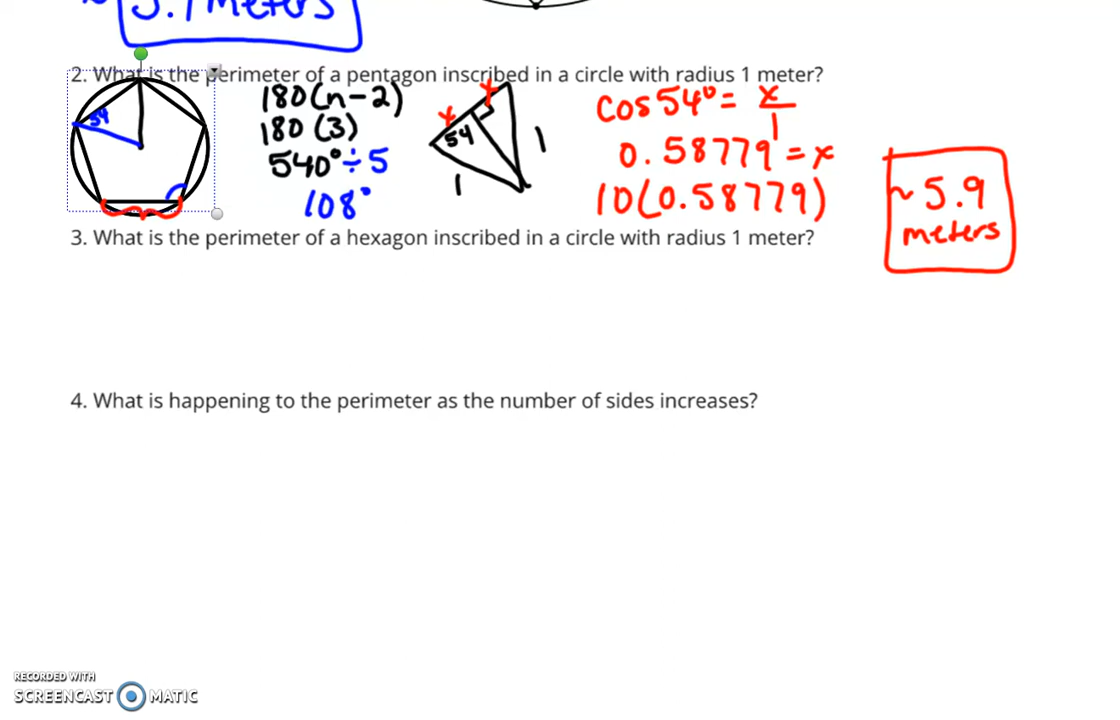 5.7 meters
2. What is the perimeter of a pentagon inscribed in a circle with radius 1 meter?
54
180(n-2)
180(3)
540° ÷ 5
108°
x x
54
1
1
cos 54° = x/1
0.58779 = x
10(0.58779)
~ 5.9
meters
3. What is the perimeter of a hexagon inscribed in a circle with radius 1 meter?
4. What is happening to the perimeter as the number of sides increases?
RECORDED WITH
SCREENCAST MATIC